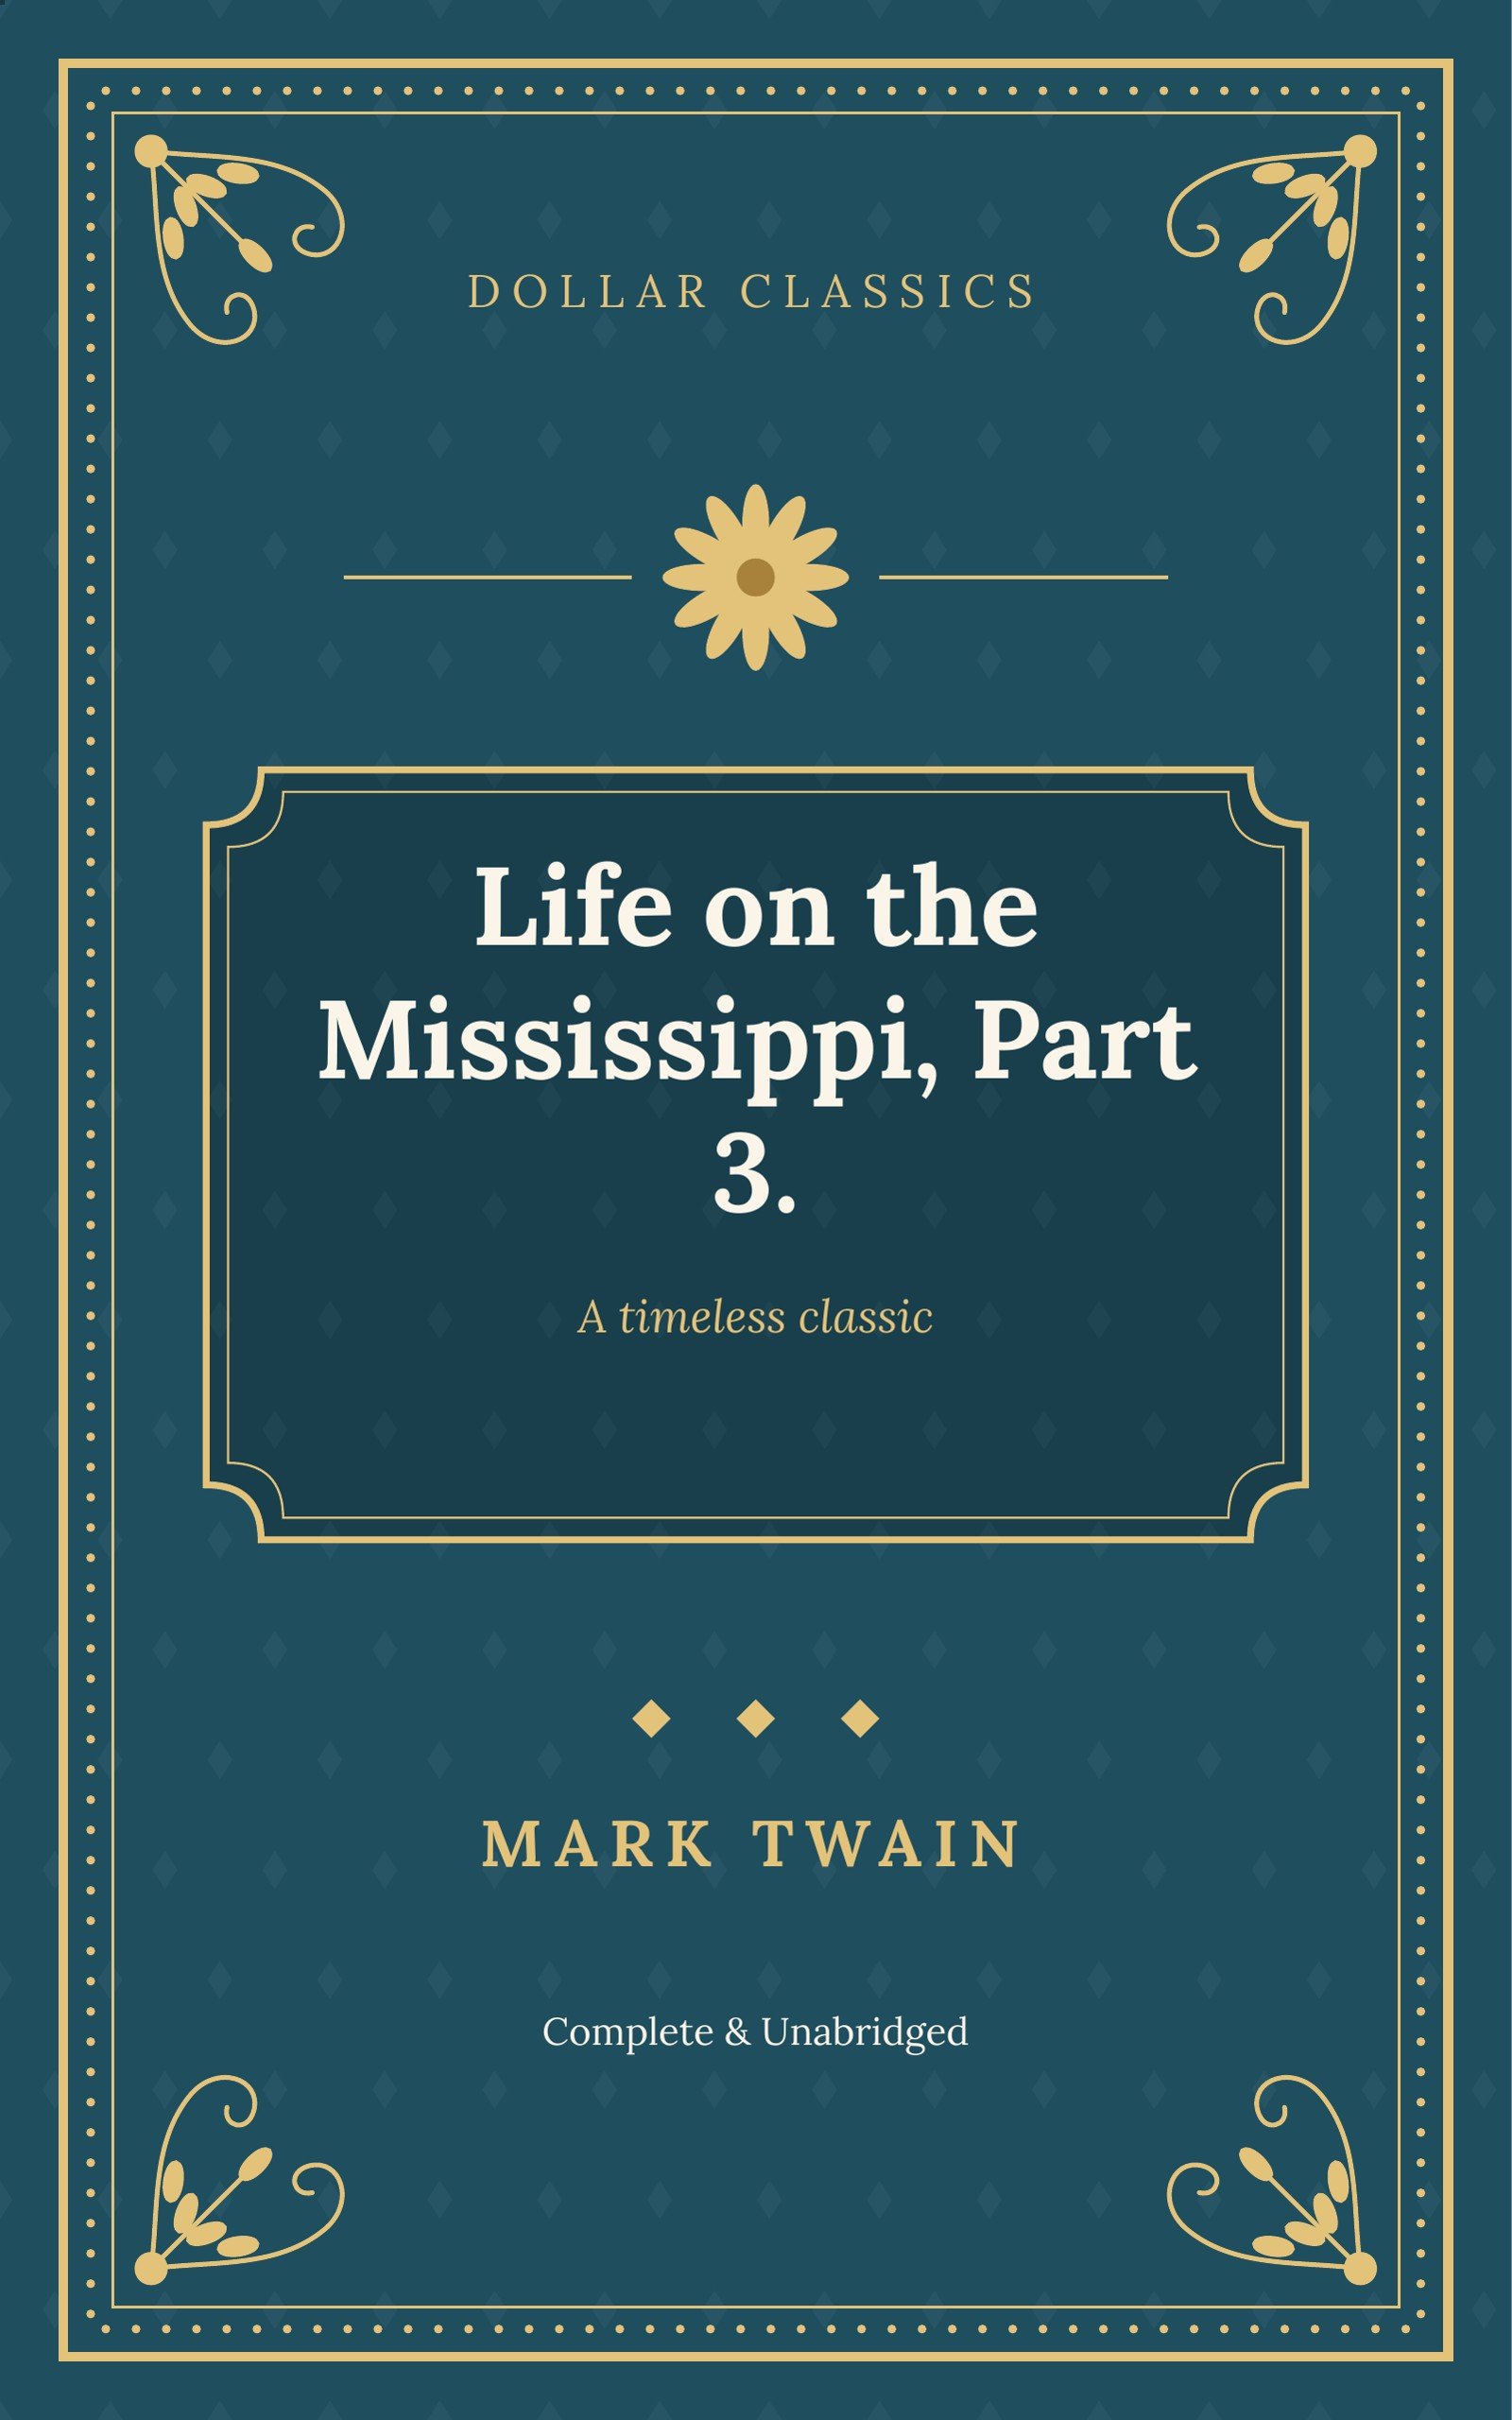 DOLLAR CLASSICS
Life on the
Mississippi, Part
3.
A timeless classic
MARK TWAIN
Complete & Unabridged